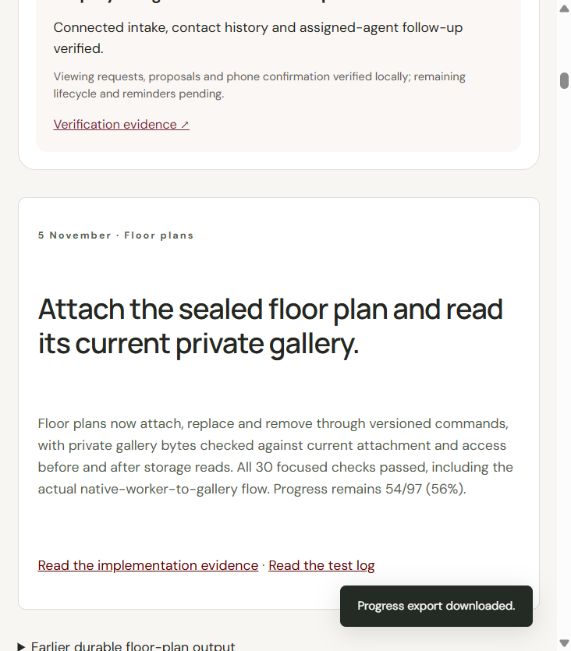 Connected intake, contact history and assigned-agent follow-up
verified.
Viewing requests, proposals and phone confirmation verified locally; remaining
lifecycle and reminders pending.
Verification evidence ↗
5 November · Floor plans
Attach the sealed floor plan and read
its current private gallery.
Floor plans now attach, replace and remove through versioned commands,
with private gallery bytes checked against current attachment and access
before and after storage reads. All 30 focused checks passed, including the
actual native-worker-to-gallery flow. Progress remains 54/97 (56%).
Read the implementation evidence · Read the test log
Progress export downloaded.
▶ Earlier durable floor-plan output